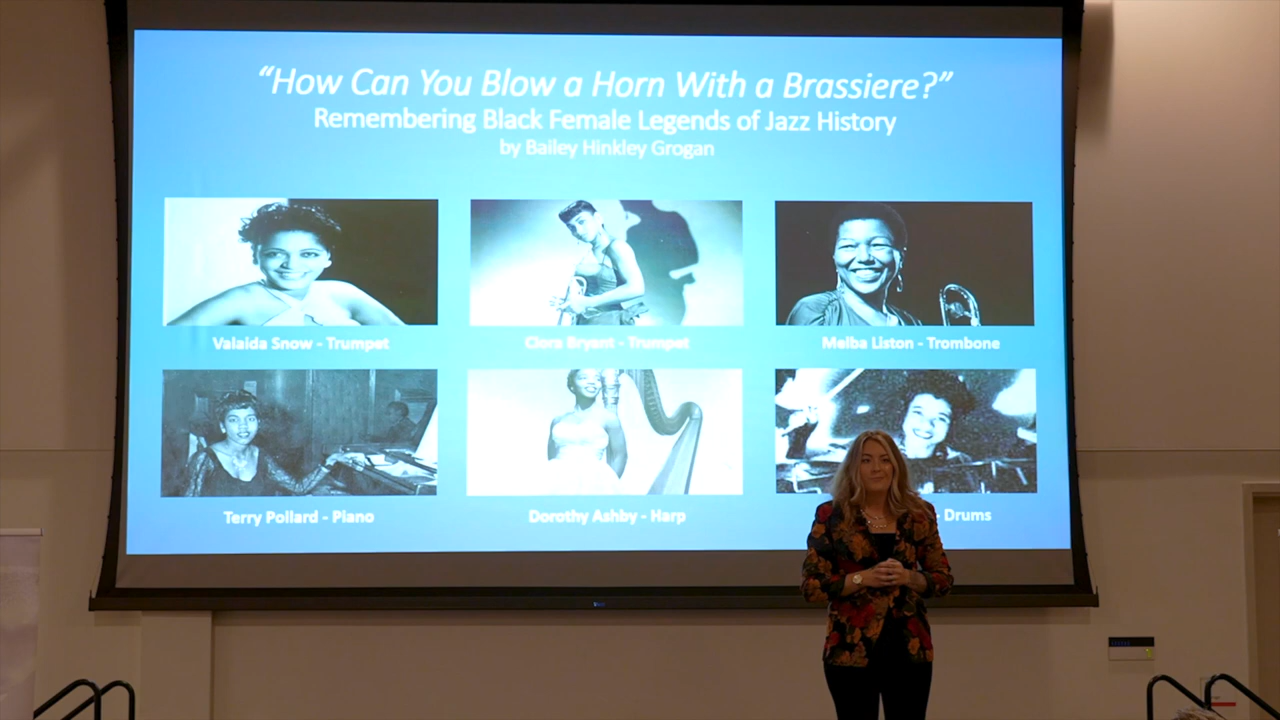 “How Can You Blow a Horn With a Brassiere?”
Remembering Black Female Legends of Jazz History
by Bailey Hinkley Grogan
Valaida Snow - Trumpet
Clora Bryant - Trumpet
Melba Liston - Trombone
Terry Pollard - Piano
Dorothy Ashby - Harp
- Drums